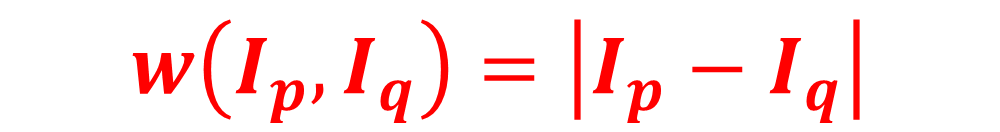 w(I_p, I_q) = |I_p − I_q|